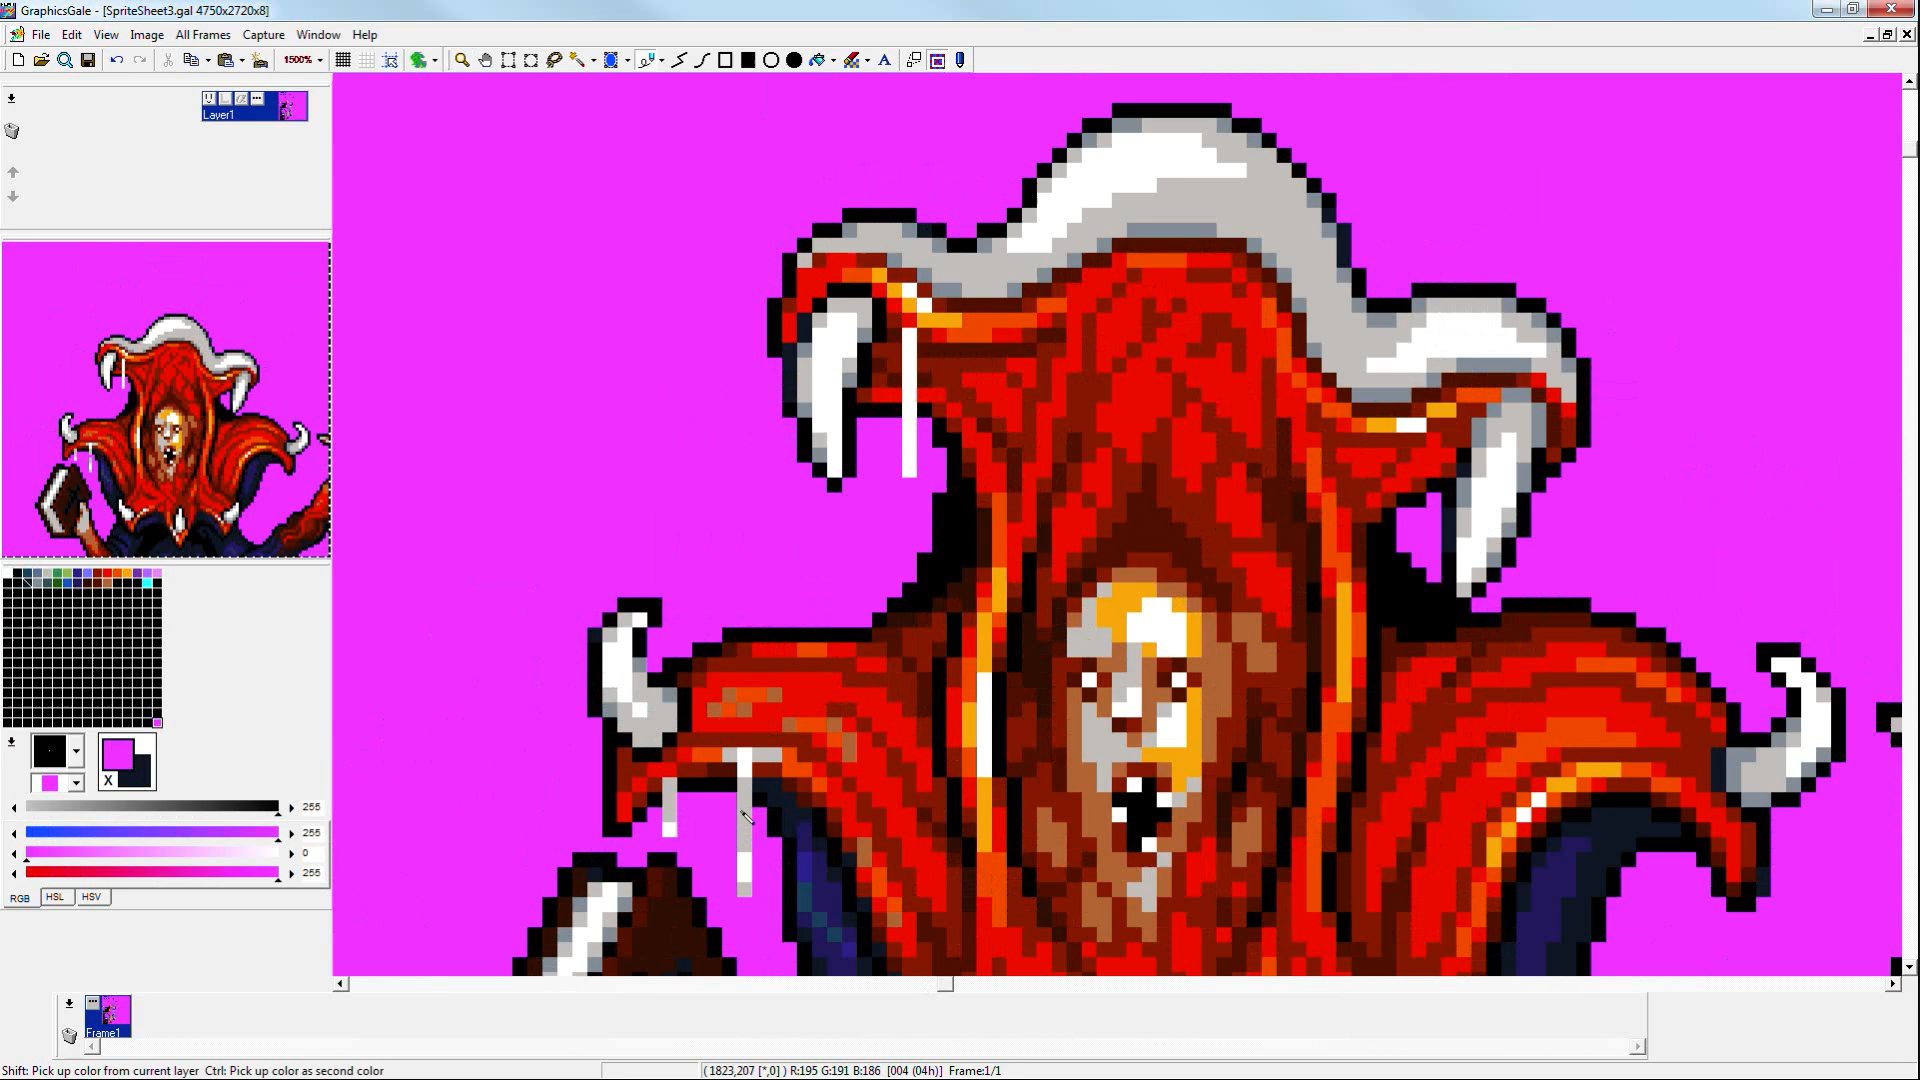 GraphicsGale - [SpriteSheet3.gal 4750x2720x8]
File Edit View Image All Frames Capture Window Help
1500% A
Layer1
X
255
255
0
255
RGB HSL HSV
Frame1
Shift: Pick up color from current layer Ctrl: Pick up color as second color (1823,207 [*,0] ) R:195 G:191 B:186 [004 (04h)] Frame:1/1